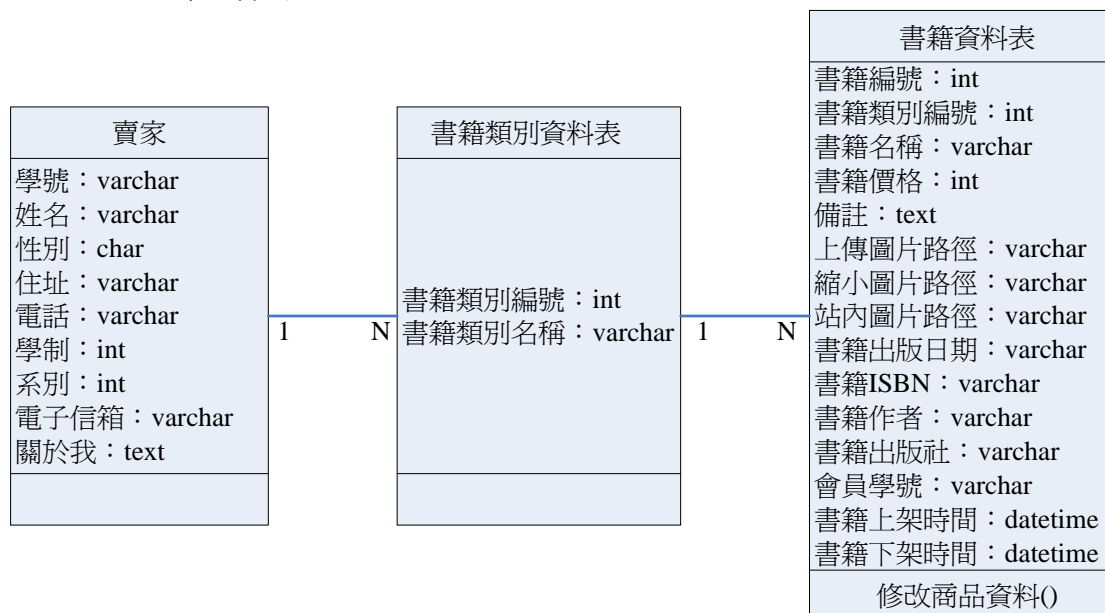 賣家
學號：varchar
姓名：varchar
性別：char
住址：varchar
電話：varchar
學制：int
系別：int
電子信箱：varchar
關於我：text
1
N
書籍類別資料表
書籍類別編號：int
書籍類別名稱：varchar
1
N
書籍資料表
書籍編號：int
書籍類別編號：int
書籍名稱：varchar
書籍價格：int
備註：text
上傳圖片路徑：varchar
縮小圖片路徑：varchar
站內圖片路徑：varchar
書籍出版日期：varchar
書籍ISBN：varchar
書籍作者：varchar
書籍出版社：varchar
會員學號：varchar
書籍上架時間：datetime
書籍下架時間：datetime
修改商品資料()